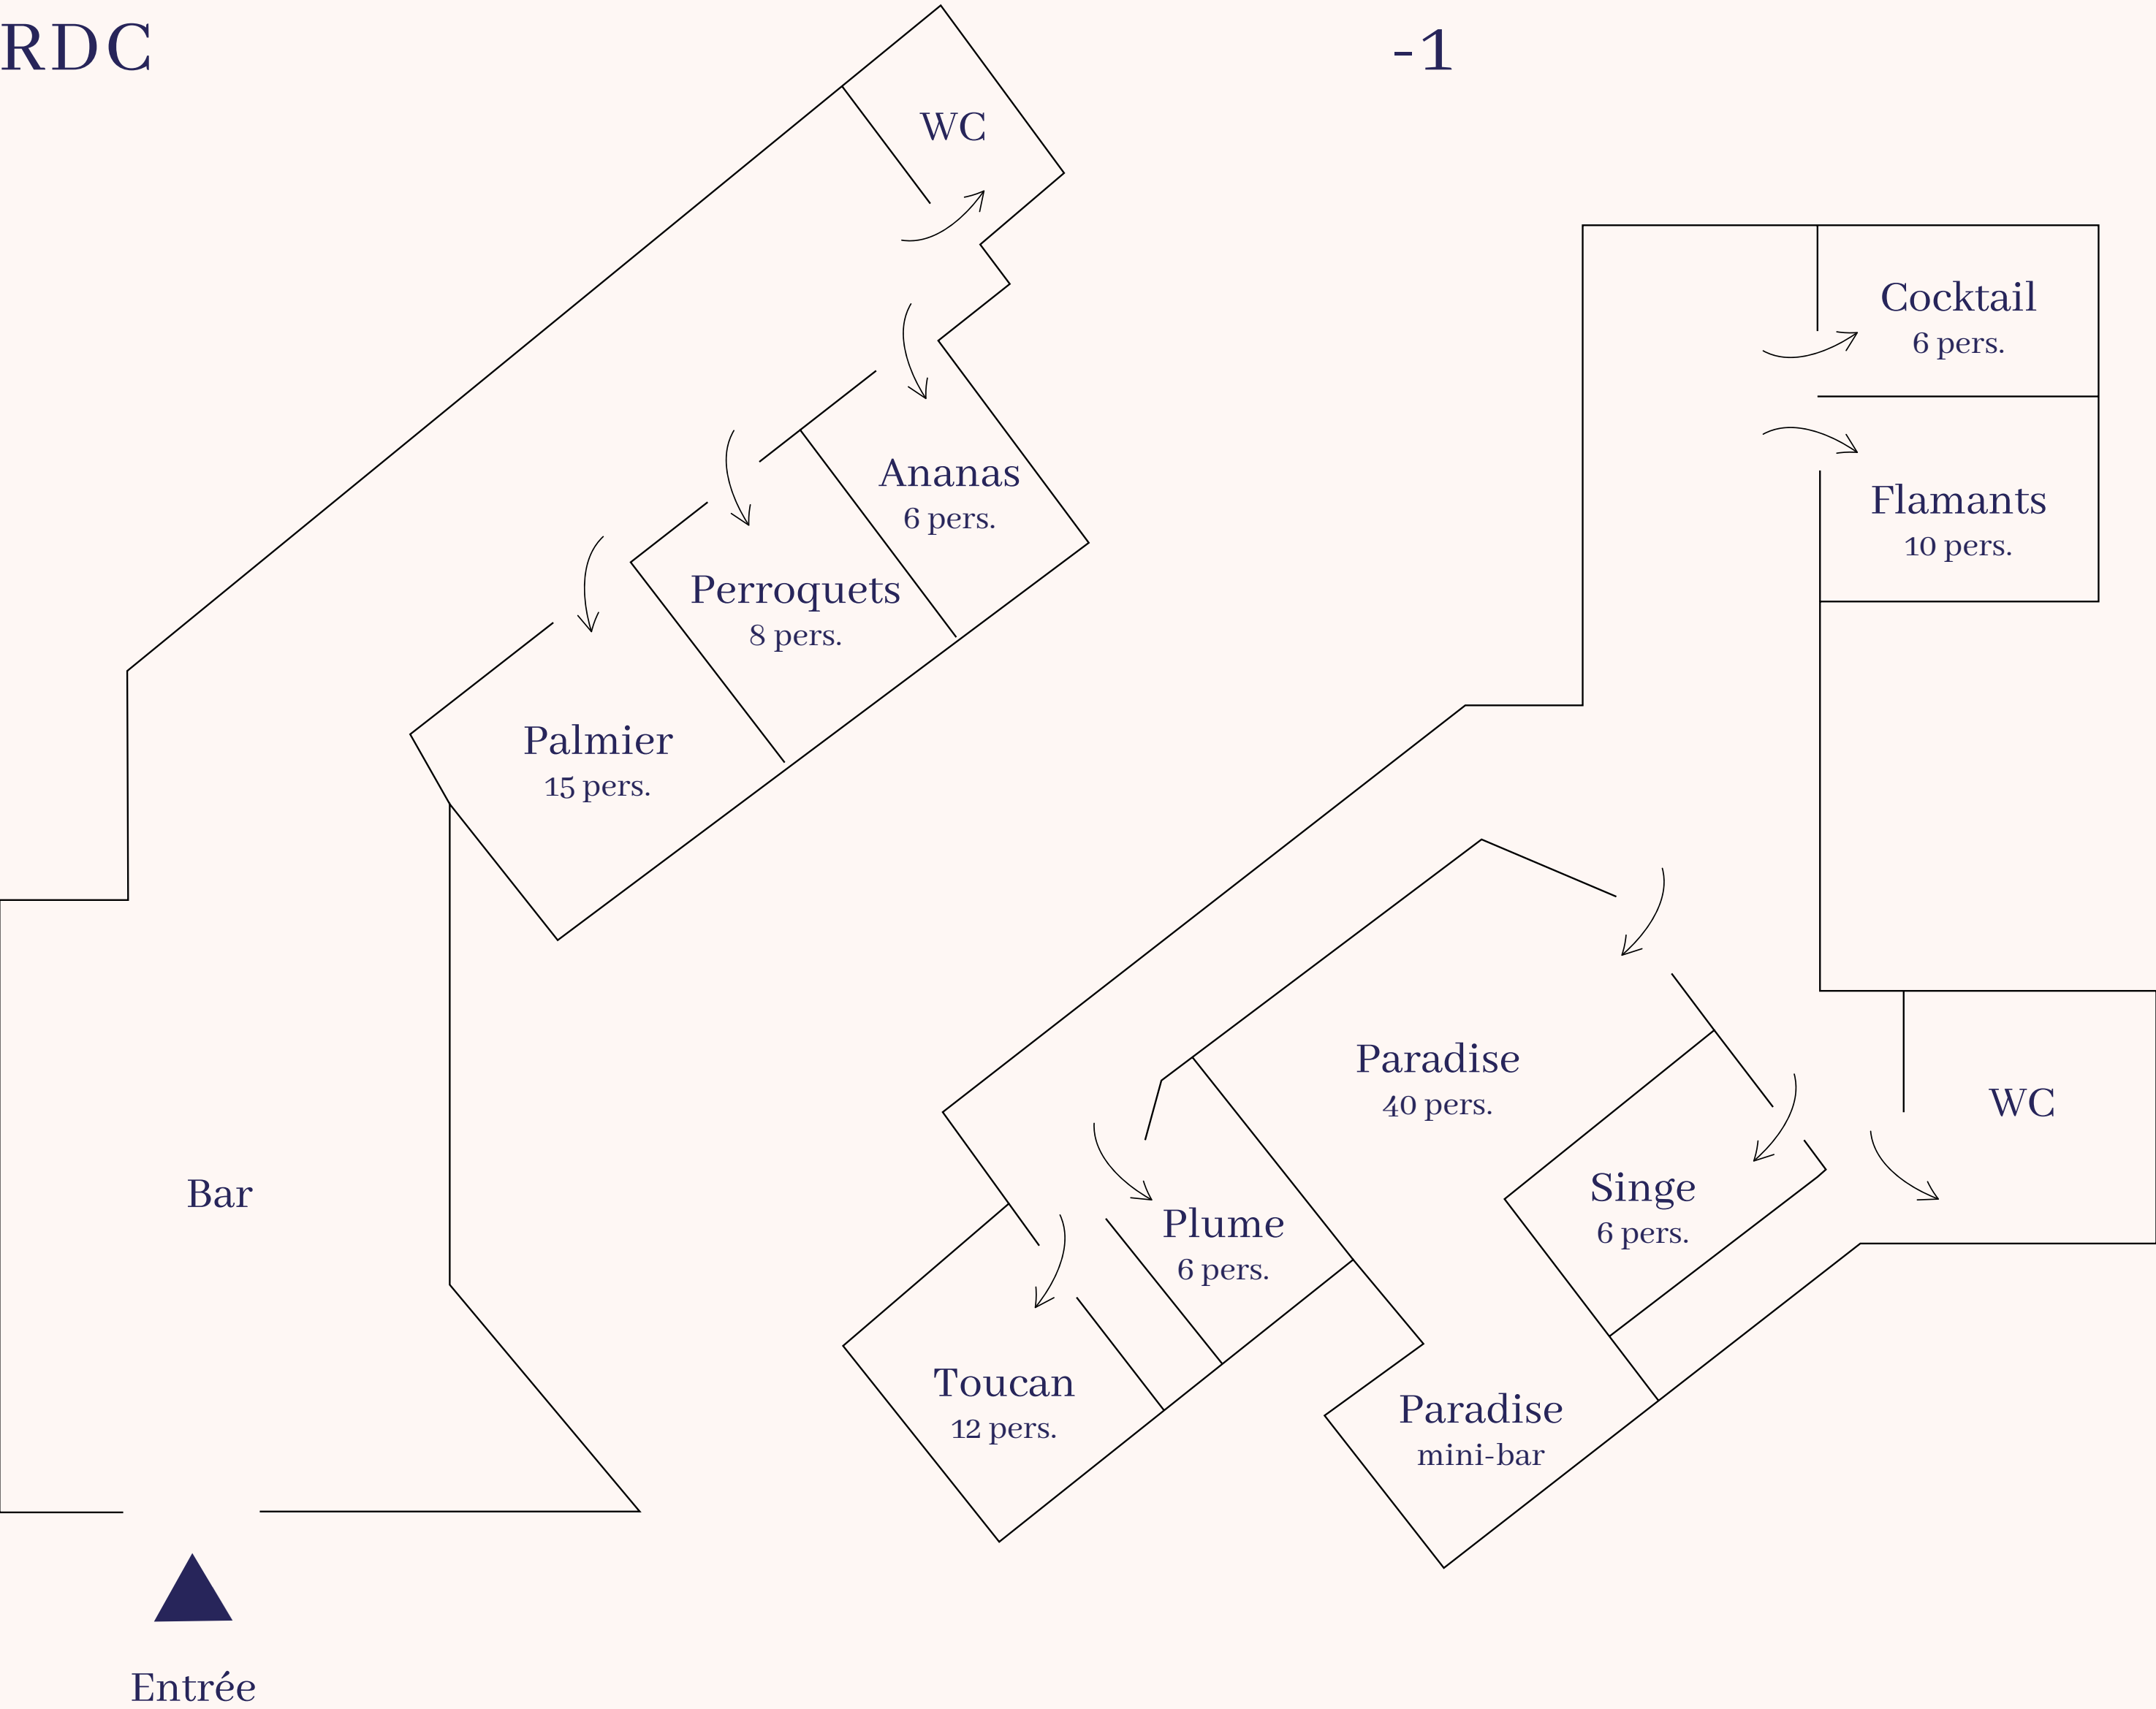 RDC
WC
Ananas
6 pers.
Perroquets
8 pers.
Palmier
15 pers.
Bar
Entrée
-1
Cocktail
6 pers.
Flamants
10 pers.
Paradise
40 pers.
WC
Singe
6 pers.
Plume
6 pers.
Toucan
12 pers.
Paradise
mini-bar